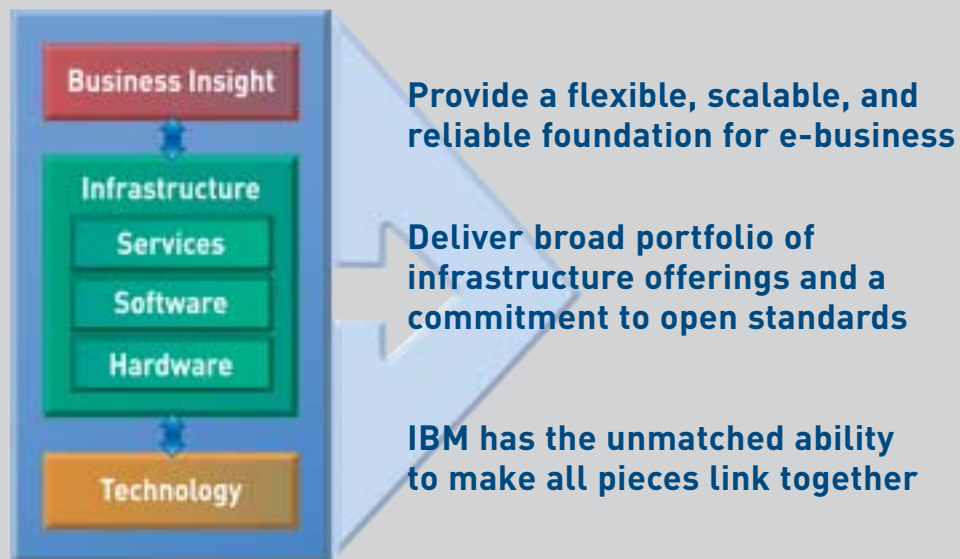 Business Insight
Infrastructure
Services
Software
Hardware
Technology
Provide a flexible, scalable, and
reliable foundation for e-business
Deliver broad portfolio of
infrastructure offerings and a
commitment to open standards
IBM has the unmatched ability
to make all pieces link together